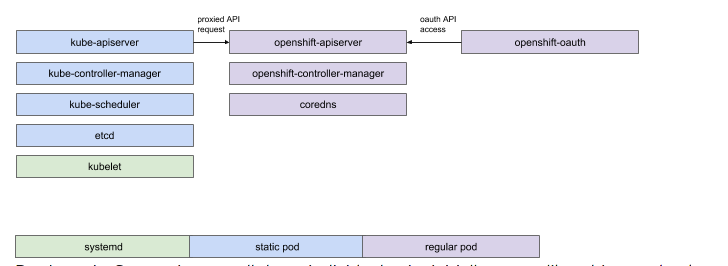 proxied API
request
oauth API
access
kube-apiserver
openshift-apiserver
openshift-oauth
kube-controller-manager
openshift-controller-manager
kube-scheduler
coredns
etcd
kubelet
systemd
static pod
regular pod